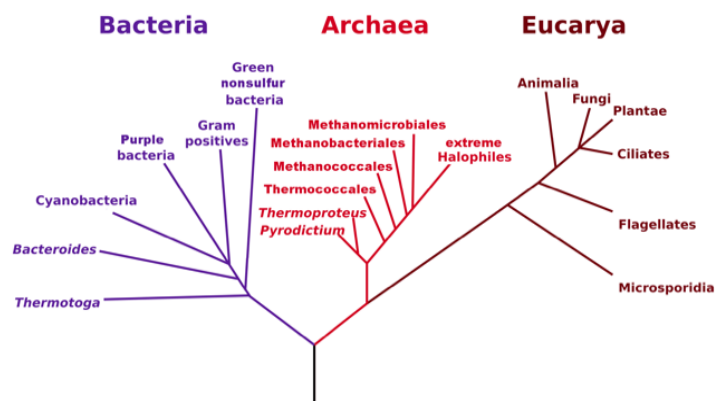 Bacteria
Archaea
Eucarya
Green
nonsulfur
bacteria
Gram
positives
Purple
bacteria
Cyanobacteria
Bacteroides
Thermotoga
Methanomicrobiales
Methanobacteriales
Methanococcales
Thermococcales
Thermoproteus
Pyrodictium
extreme
Halophiles
Animalia
Fungi
Plantae
Ciliates
Flagellates
Microsporidia